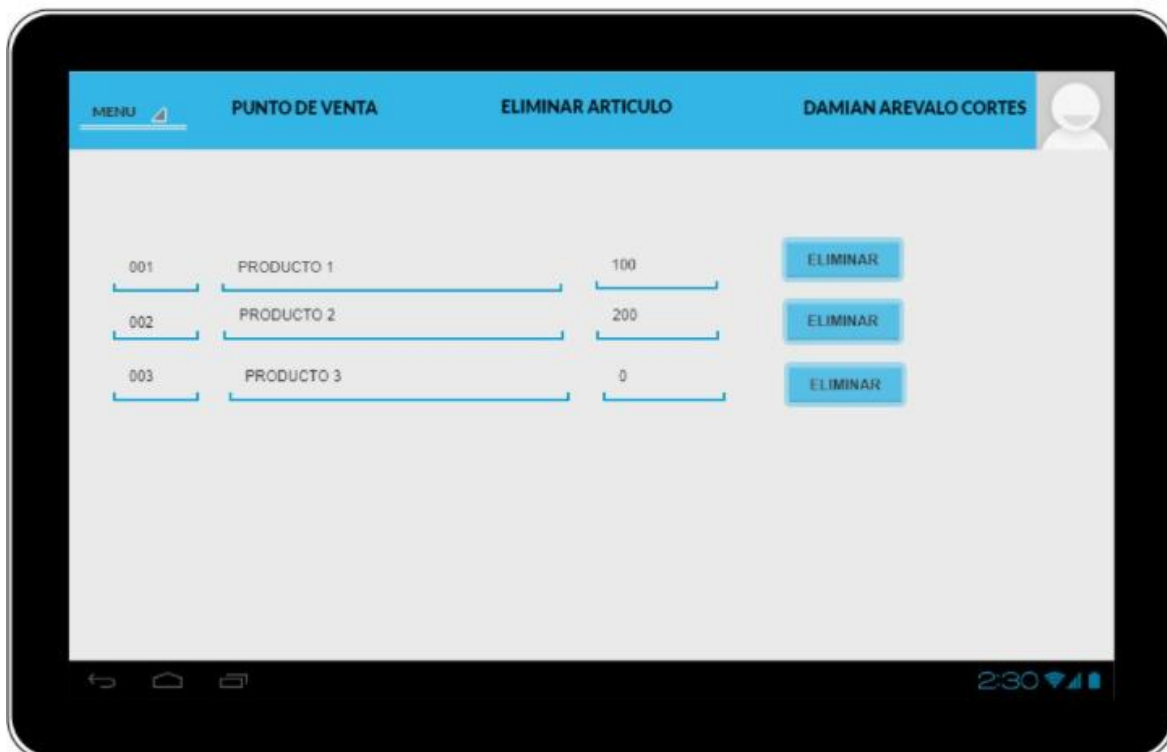 MENU PUNTO DE VENTA ELIMINAR ARTICULO DAMIAN AREVALO CORTES
001 PRODUCTO 1 100 ELIMINAR
002 PRODUCTO 2 200 ELIMINAR
003 PRODUCTO 3 0 ELIMINAR
2:30